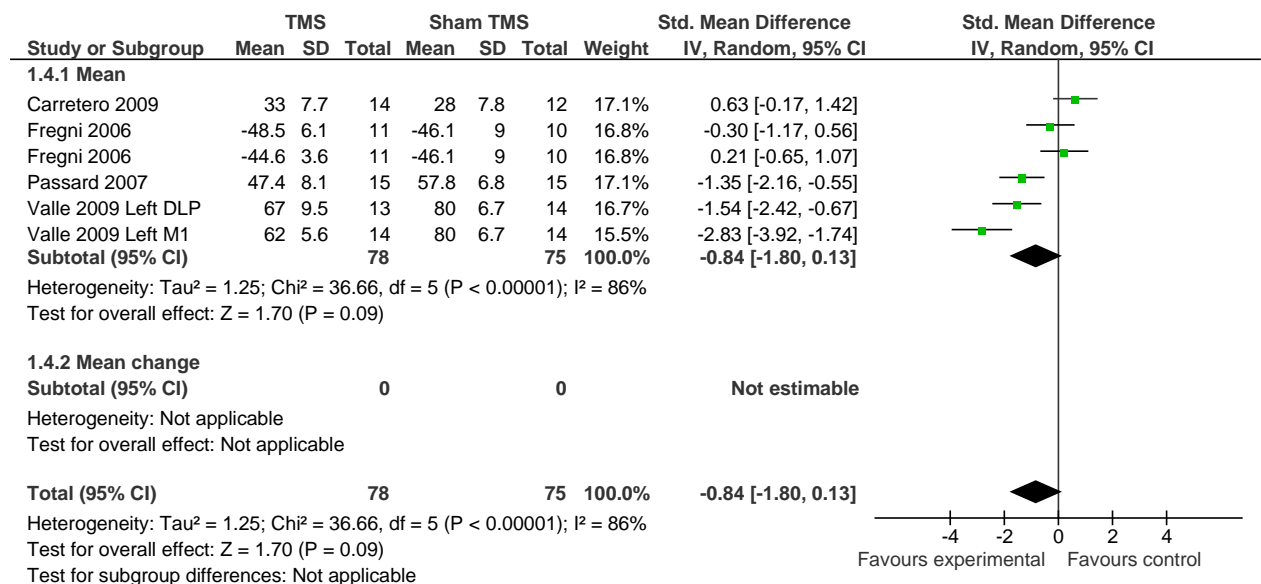 TMS Sham TMS Std. Mean Difference Std. Mean Difference
Study or Subgroup Mean SD Total Mean SD Total Weight IV, Random, 95% CI IV, Random, 95% CI
1.4.1 Mean
Carretero 2009 33 7.7 14 28 7.8 12 17.1% 0.63 [-0.17, 1.42]
Fregni 2006 -48.5 6.1 11 -46.1 9 10 16.8% -0.30 [-1.17, 0.56]
Fregni 2006 -44.6 3.6 11 -46.1 9 10 16.8% 0.21 [-0.65, 1.07]
Passard 2007 47.4 8.1 15 57.8 6.8 15 17.1% -1.35 [-2.16, -0.55]
Valle 2009 Left DLP 67 9.5 13 80 6.7 14 16.7% -1.54 [-2.42, -0.67]
Valle 2009 Left M1 62 5.6 14 80 6.7 14 15.5% -2.83 [-3.92, -1.74]
Subtotal (95% CI) 78 75 100.0% -0.84 [-1.80, 0.13]
Heterogeneity: Tau² = 1.25; Chi² = 36.66, df = 5 (P < 0.00001); I² = 86%
Test for overall effect: Z = 1.70 (P = 0.09)
1.4.2 Mean change
Subtotal (95% CI) 0 0 Not estimable
Heterogeneity: Not applicable
Test for overall effect: Not applicable
Total (95% CI) 78 75 100.0% -0.84 [-1.80, 0.13]
Heterogeneity: Tau² = 1.25; Chi² = 36.66, df = 5 (P < 0.00001); I² = 86%
Test for overall effect: Z = 1.70 (P = 0.09)
Test for subgroup differences: Not applicable
-4 -2 0 2 4
Favours experimental Favours control